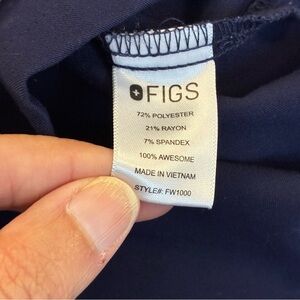 FIGS
72% POLYESTER
21% RAYON
7% SPANDEX
100% AWESOME
MADE IN VIETNAM
STYLE#: FW1000